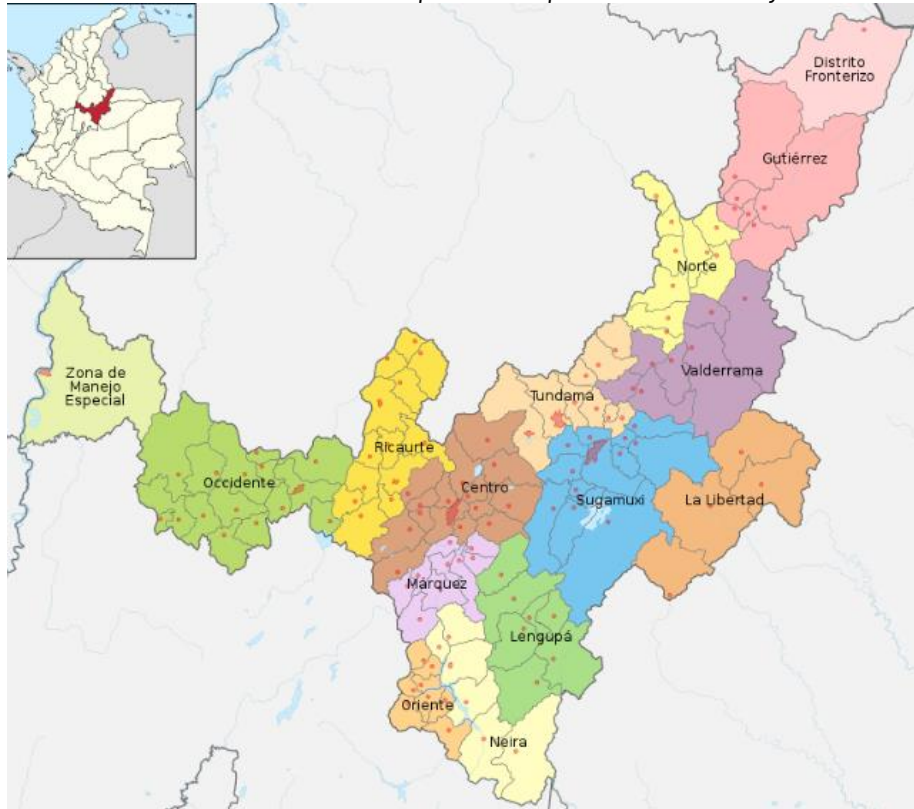 Distrito
Fronterizo
Gutiérrez
Norte
Zona de
Manejo
Especial
Valderrama
Tundama
Ricaurte
Occidente
Centro
Sugamuxi
La Libertad
Márquez
Lengupá
Oriente
Neira